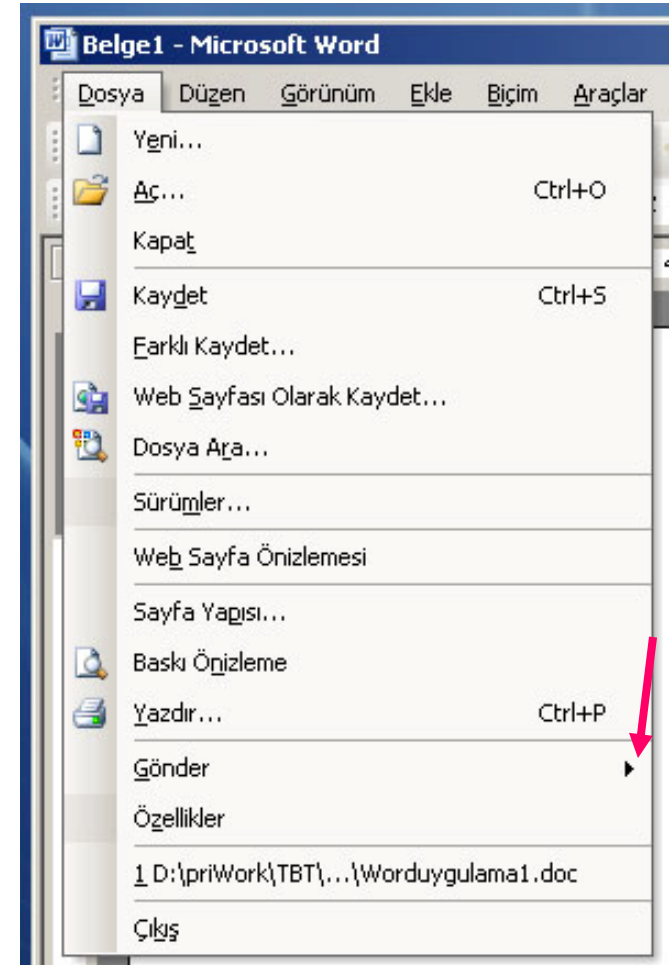 Belge1 - Microsoft Word
Dosya Düzen Görünüm Ekle Biçim Araçlar
Yeni...
Aç... Ctrl+O
Kapat
Kaydet Ctrl+S
Farklı Kaydet...
Web Sayfası Olarak Kaydet...
Dosya Ara...
Sürümler...
Web Sayfa Önizlemesi
Sayfa Yapısı...
Baskı Önizleme
Yazdır... Ctrl+P
Gönder
Özellikler
1 D:\priWork\TBT\...\Worduygulama1.doc
Çıkış